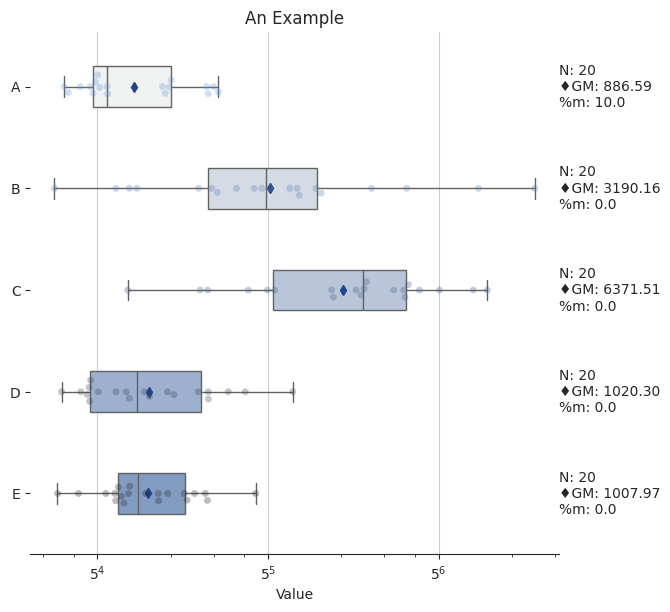 An Example
A
N: 20
♦GM: 886.59
%m: 10.0
B
N: 20
♦GM: 3190.16
%m: 0.0
C
N: 20
♦GM: 6371.51
%m: 0.0
D
N: 20
♦GM: 1020.30
%m: 0.0
E
N: 20
♦GM: 1007.97
%m: 0.0
5⁴ 5⁵ 5⁶
Value